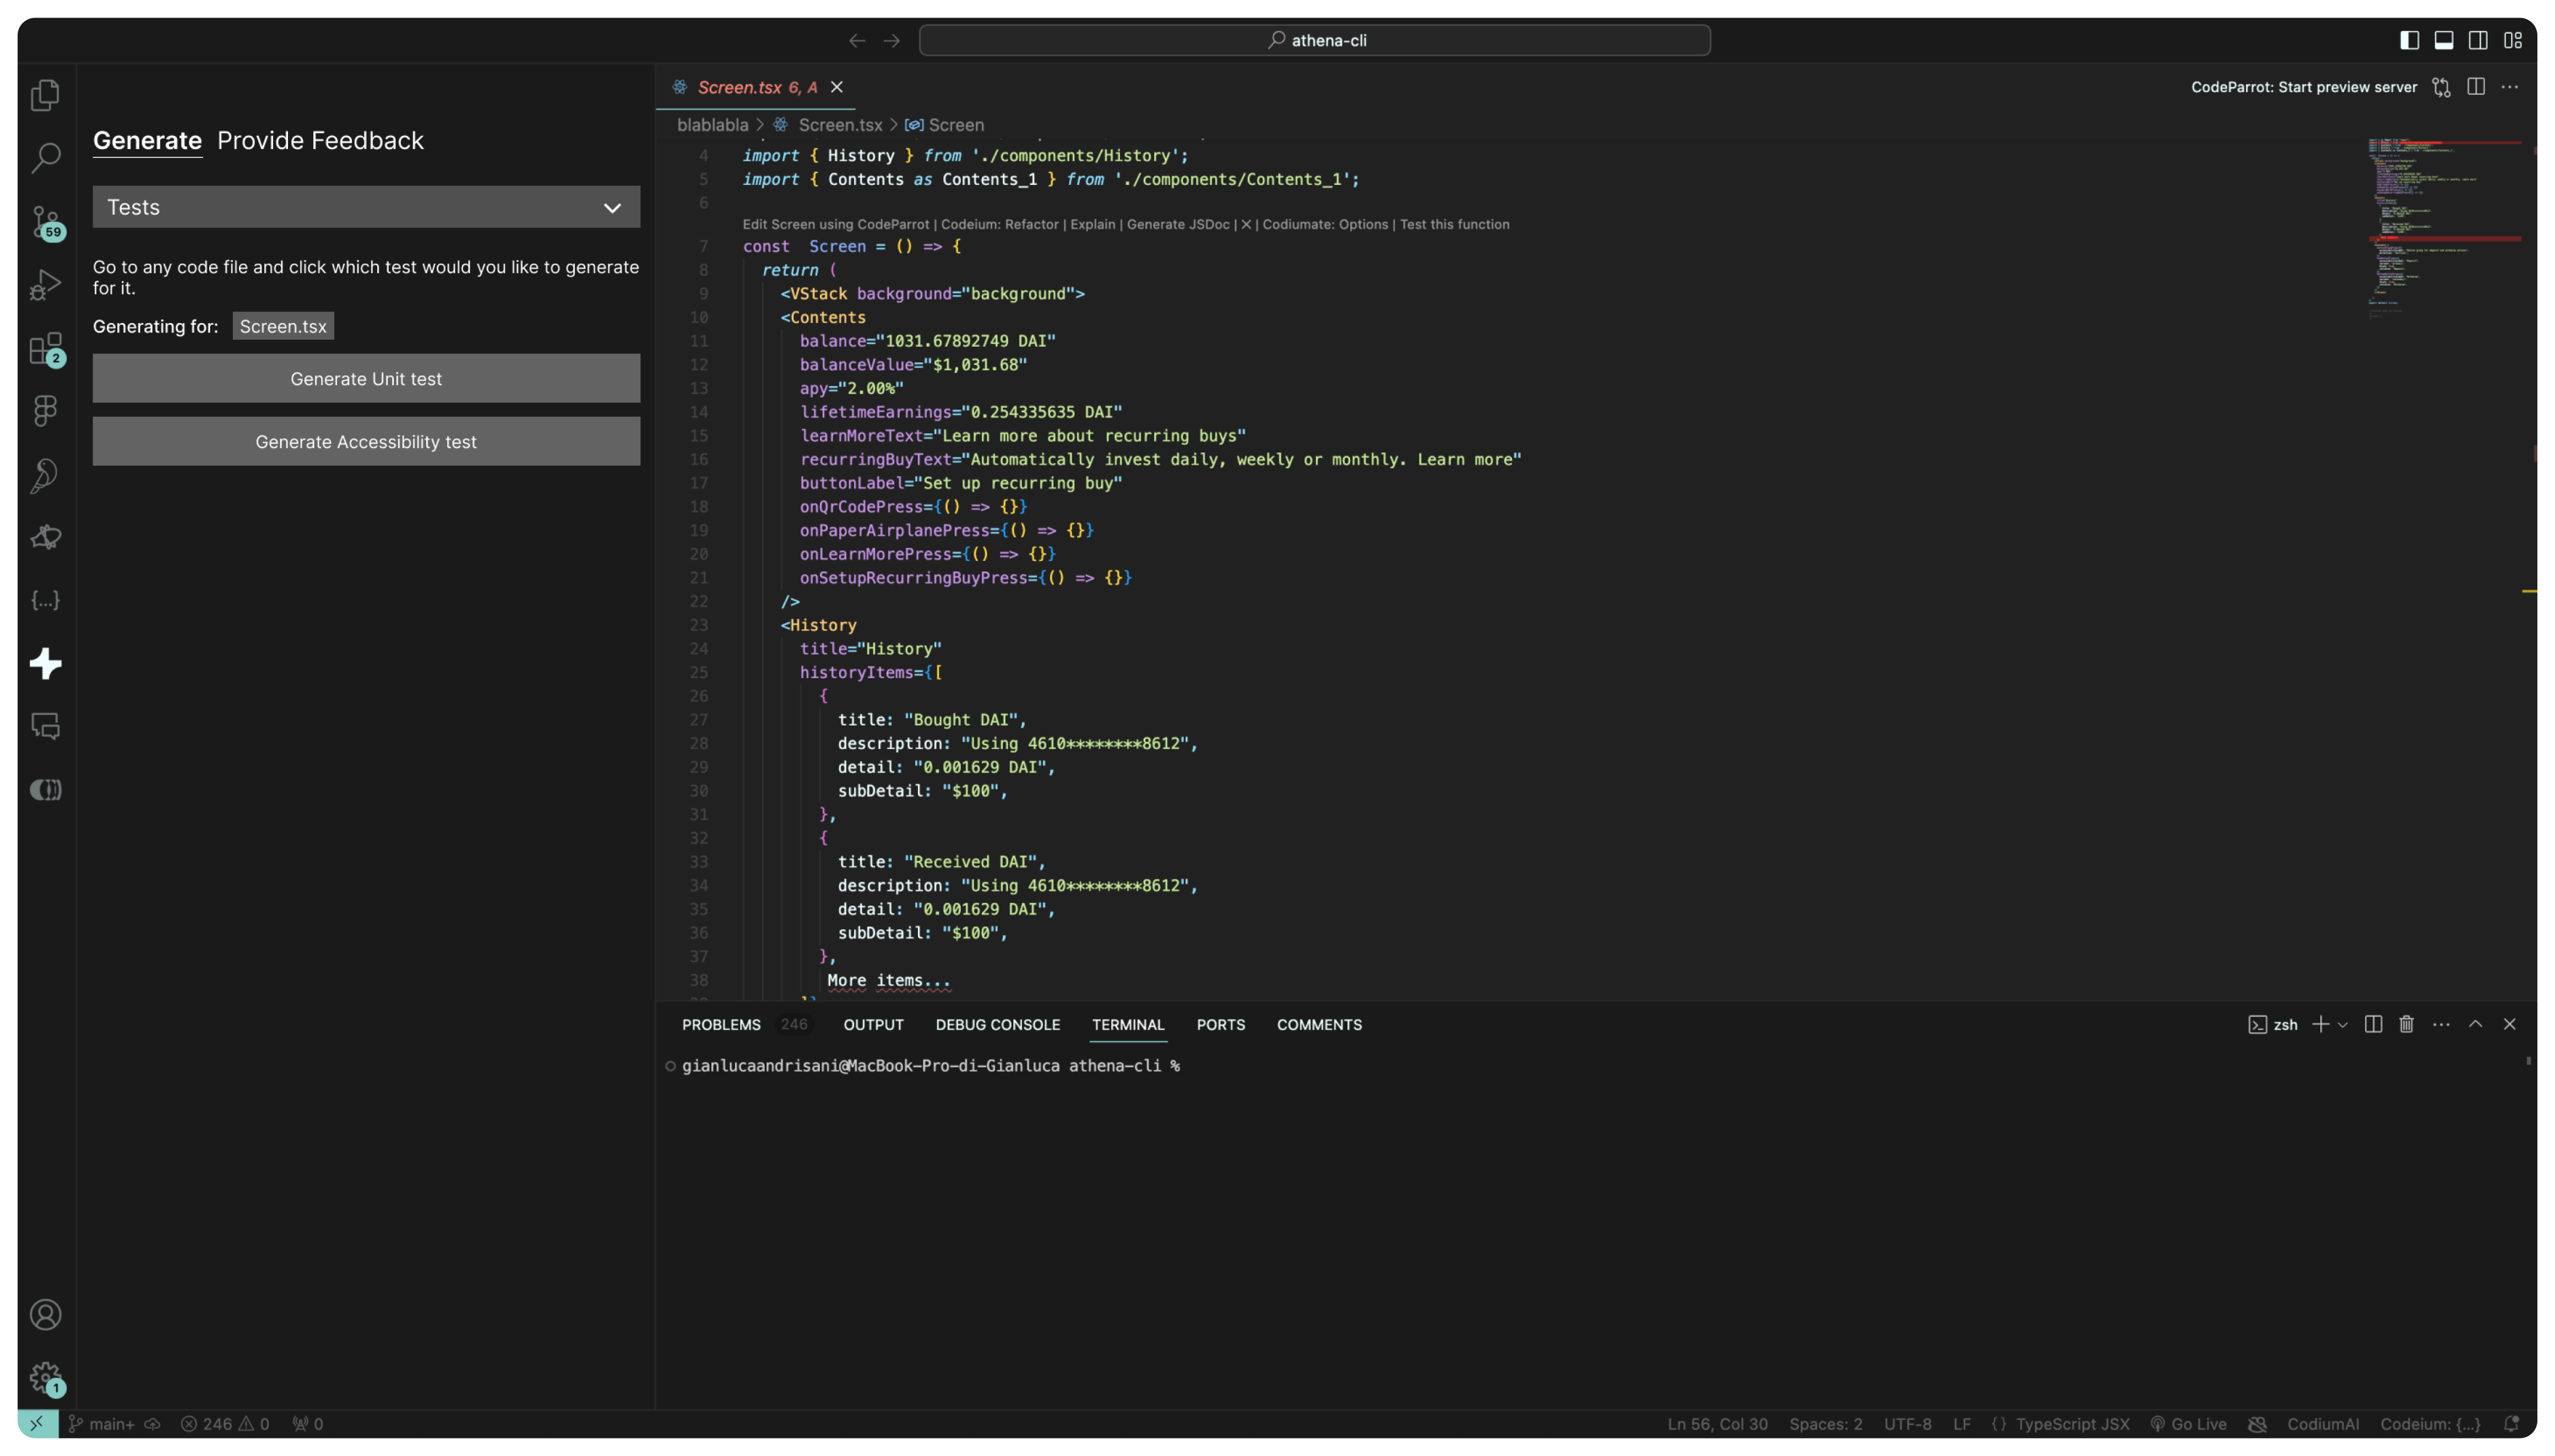 athena-cli
Screen.tsx 6, A
CodeParrot: Start preview server
blablabla > Screen.tsx > Screen
Generate Provide Feedback
Tests
Go to any code file and click which test would you like to generate
for it.
Generating for: Screen.tsx
Generate Unit test
Generate Accessibility test
59
2
{...}
1
4 import { History } from './components/History';
5 import { Contents as Contents_1 } from './components/Contents_1';
6
Edit Screen using CodeParrot | Codeium: Refactor | Explain | Generate JSDoc | X | Codiumate: Options | Test this function
7 const Screen = () => {
8 return (
9 <VStack background="background">
10 <Contents
11 balance="1031.67892749 DAI"
12 balanceValue="$1,031.68"
13 apy="2.00%"
14 lifetimeEarnings="0.254335635 DAI"
15 learnMoreText="Learn more about recurring buys"
16 recurringBuyText="Automatically invest daily, weekly or monthly. Learn more"
17 buttonLabel="Set up recurring buy"
18 onQrCodePress={() => {}}
19 onPaperAirplanePress={() => {}}
20 onLearnMorePress={() => {}}
21 onSetupRecurringBuyPress={() => {}}
22 />
23 <History
24 title="History"
25 historyItems={[
26 {
27 title: "Bought DAI",
28 description: "Using 4610********8612",
29 detail: "0.001629 DAI",
30 subDetail: "$100",
31 },
32 {
33 title: "Received DAI",
34 description: "Using 4610********8612",
35 detail: "0.001629 DAI",
36 subDetail: "$100",
37 },
38 More items...
PROBLEMS 246 OUTPUT DEBUG CONSOLE TERMINAL PORTS COMMENTS
zsh
gianlucaandrisani@MacBook-Pro-di-Gianluca athena-cli %
main+ 246 0 0
Ln 56, Col 30 Spaces: 2 UTF-8 LF {} TypeScript JSX Go Live CodiumAI Codeium: {...}